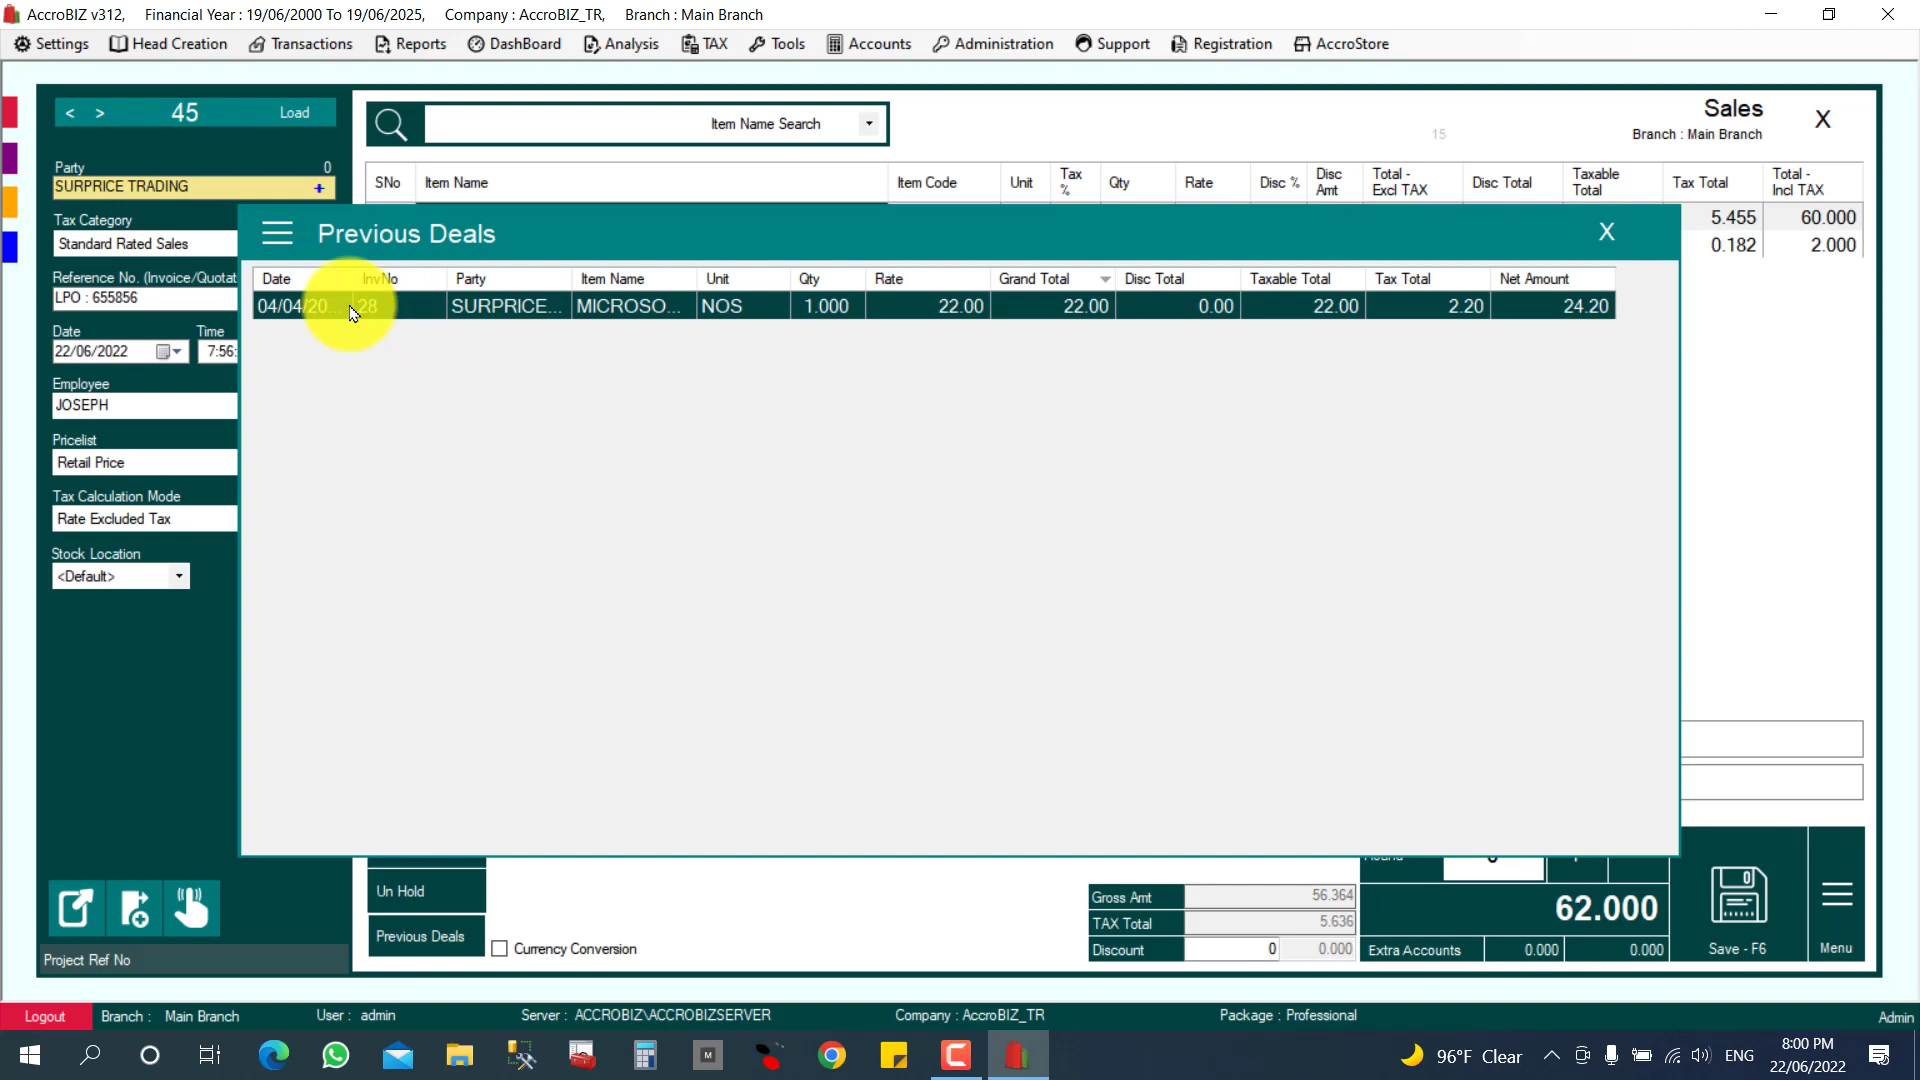 AccroBIZ v312, Financial Year : 19/06/2000 To 19/06/2025, Company : AccroBIZ_TR, Branch : Main Branch
Settings Head Creation Transactions Reports DashBoard Analysis TAX Tools Accounts Administration Support Registration AccroStore
< > 45 Load
Item Name Search
Sales X
Branch : Main Branch
15
Party 0
SURPRICE TRADING +
SNo Item Name Item Code Unit Tax % Qty Rate Disc % Disc Amt Total - Excl TAX Disc Total Taxable Total Tax Total Total - Incl TAX
5.455 60.000
0.182 2.000
Tax Category
Standard Rated Sales
Reference No. (Invoice/Quotat
LPO : 655856
Date Time
22/06/2022 7:56:
Employee
JOSEPH
Pricelist
Retail Price
Tax Calculation Mode
Rate Excluded Tax
Stock Location
<Default>
Previous Deals X
Date InvNo Party Item Name Unit Qty Rate Grand Total Disc Total Taxable Total Tax Total Net Amount
04/04/20... 28 SURPRICE... MICROSO... NOS 1.000 22.00 22.00 0.00 22.00 2.20 24.20
Un Hold
Previous Deals
Currency Conversion
Gross Amt 56.364
TAX Total 5.636
Discount 0 0.000
62.000
Extra Accounts 0.000 0.000
Save - F6
Menu
Project Ref No
Logout Branch : Main Branch User : admin Server : ACCROBIZ\ACCROBIZSERVER Company : AccroBIZ_TR Package : Professional Admin
96°F Clear ENG
8:00 PM
22/06/2022